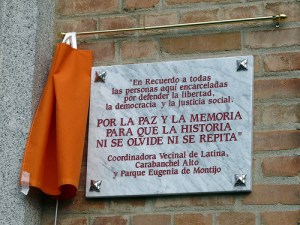 "En Recuerdo a todas
las personas aquí encarceladas
por defender la libertad,
la democracia y la justicia social.
POR LA PAZ Y LA MEMORIA
PARA QUE LA HISTORIA
NI SE OLVIDE NI SE REPITA"
Coordinadora Vecinal de Latina,
Carabanchel Alto
y Parque Eugenia de Montijo